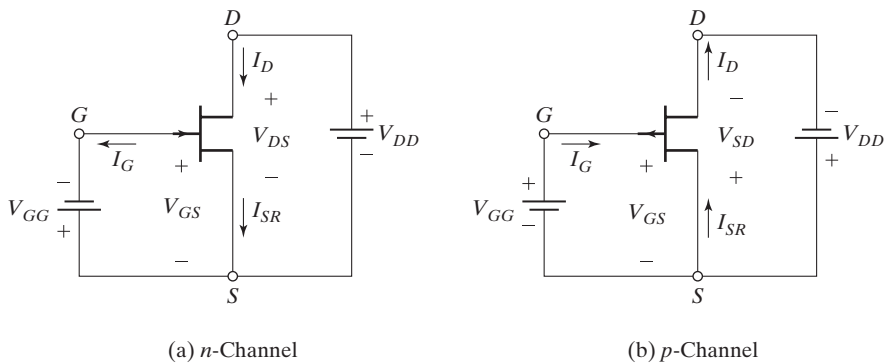 D
I_D
+
G
+
V_DS
V_DD
I_G
+
−
−
−
V_GG
V_GS
I_SR
+
−
S
(a) n-Channel
D
I_D
−
−
G
V_SD
V_DD
I_G
+
+
+
+
V_GG
V_GS
I_SR
−
−
S
(b) p-Channel